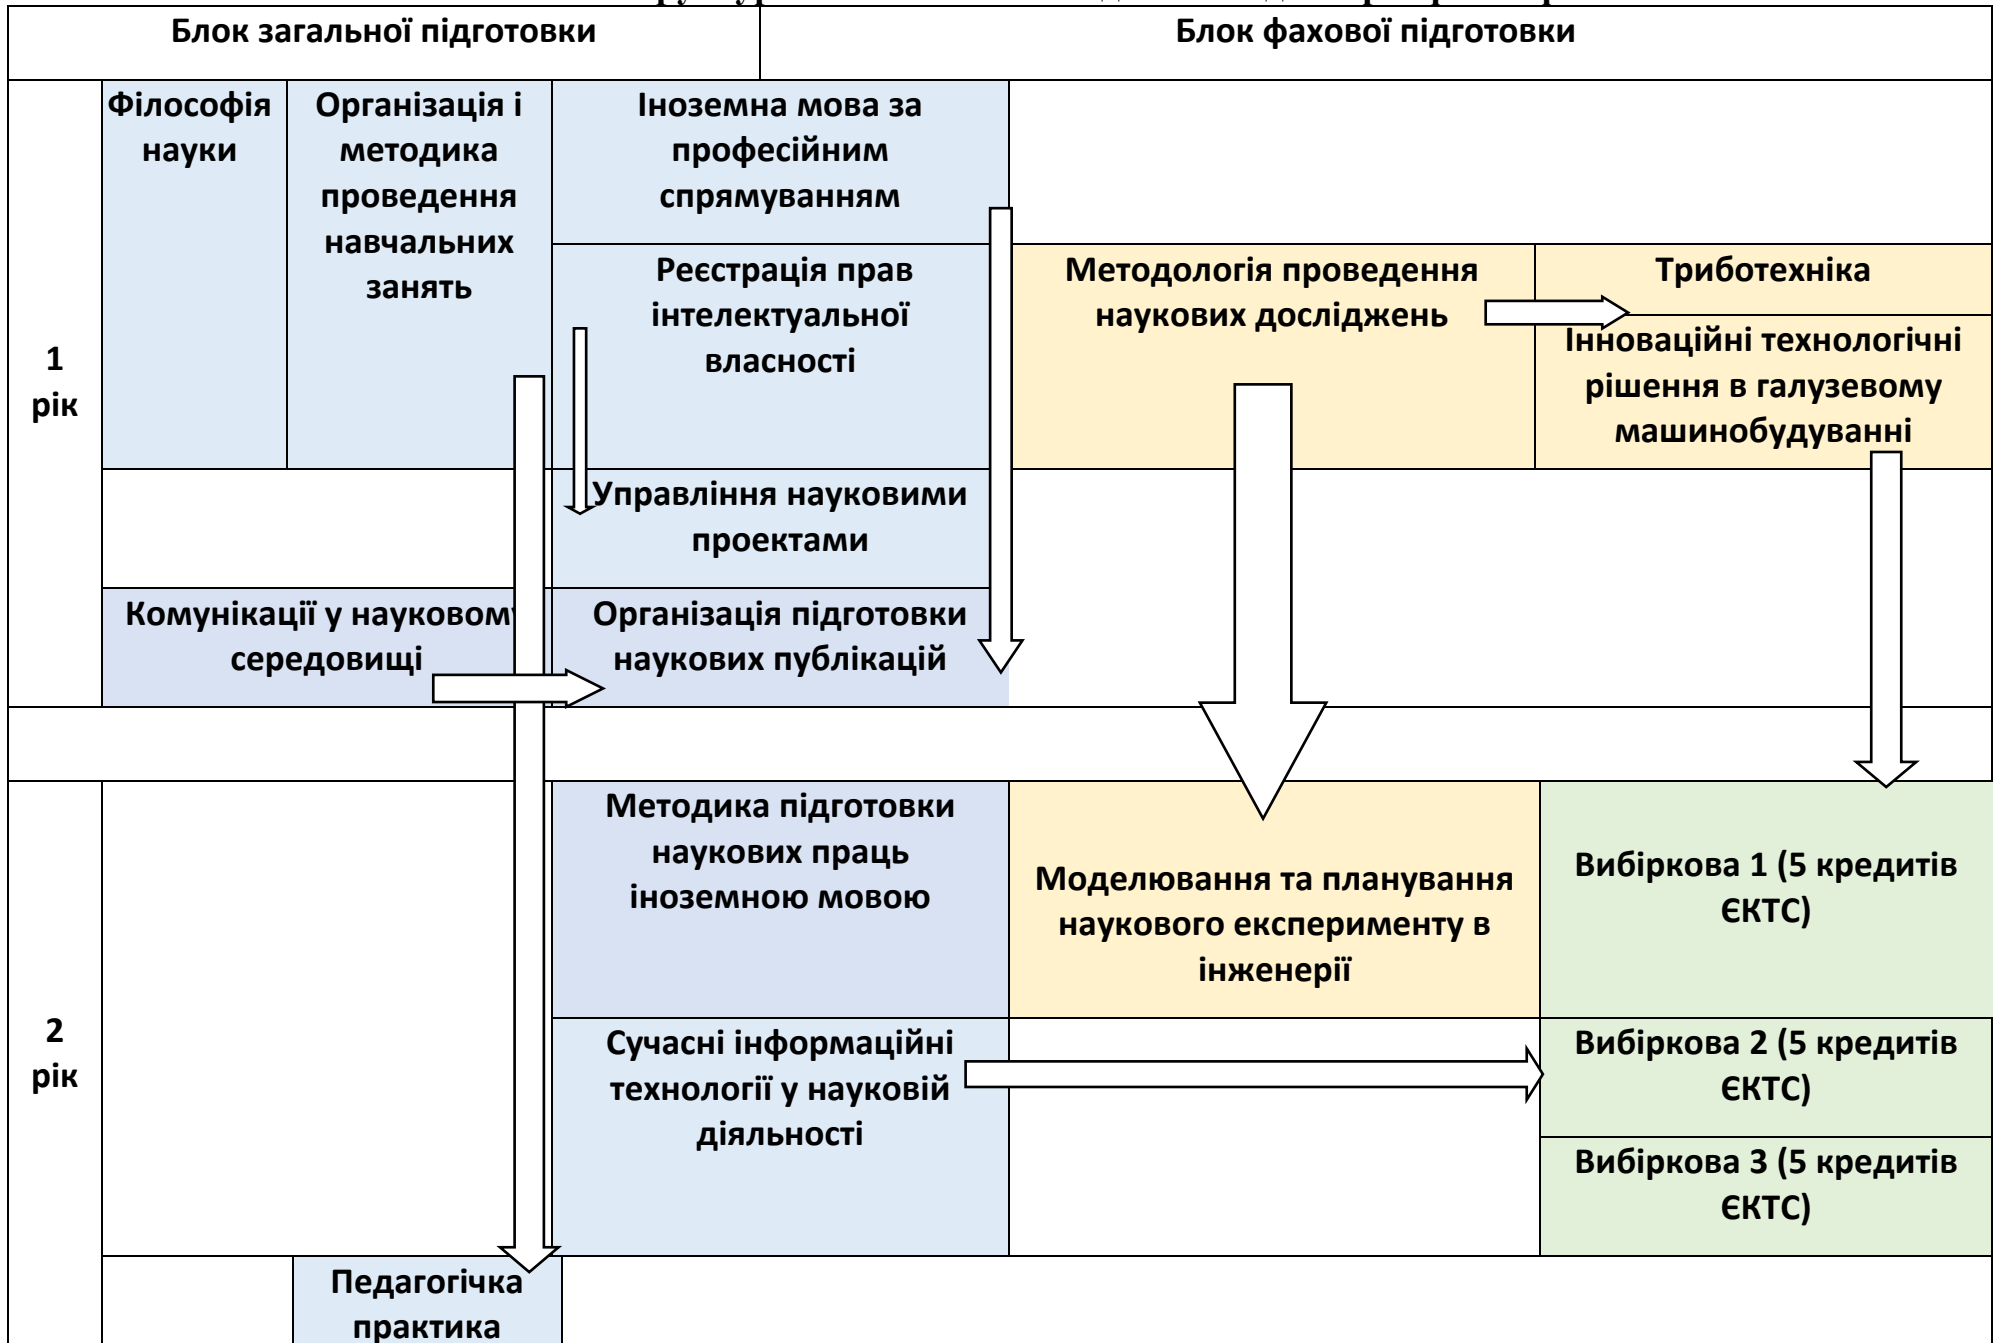 Блок загальної підготовки
Блок фахової підготовки
1
рік
Філософія
науки
Організація і
методика
проведення
навчальних
занять
Іноземна мова за
професійним
спрямуванням
Реєстрація прав
інтелектуальної
власності
Методологія проведення
наукових досліджень
Триботехніка
Інноваційні технологічні
рішення в галузевому
машинобудуванні
Управління науковими
проектами
Комунікації у науковому
середовищі
Організація підготовки
наукових публікацій
2
рік
Методика підготовки
наукових праць
іноземною мовою
Моделювання та планування
наукового експерименту в
інженерії
Вибіркова 1 (5 кредитів
ЄКТС)
Сучасні інформаційні
технології у науковій
діяльності
Вибіркова 2 (5 кредитів
ЄКТС)
Вибіркова 3 (5 кредитів
ЄКТС)
Педагогічка
практика